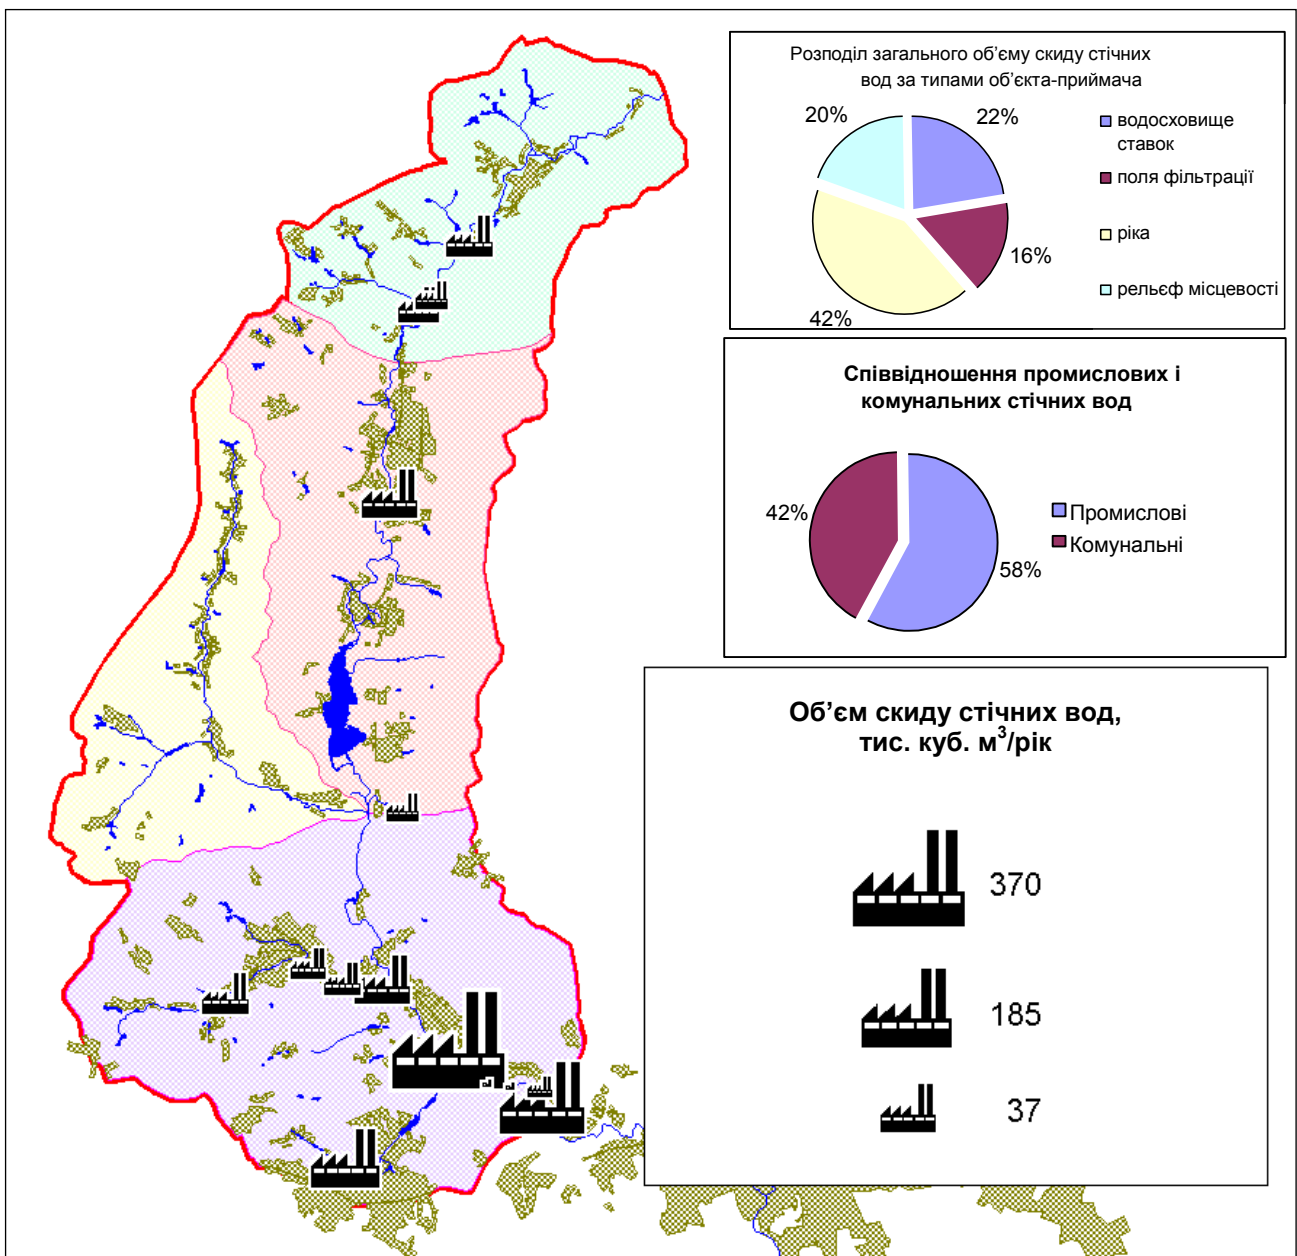 Розподіл загального об’єму скиду стічних
вод за типами об’єкта-приймача
20%
22%
16%
42%
водосховище
ставок
поля фільтрації
ріка
рельєф місцевості
Співвідношення промислових і
комунальних стічних вод
42%
58%
Промислові
Комунальні
Об’єм скиду стічних вод,
тис. куб. м³/рік
370
185
37